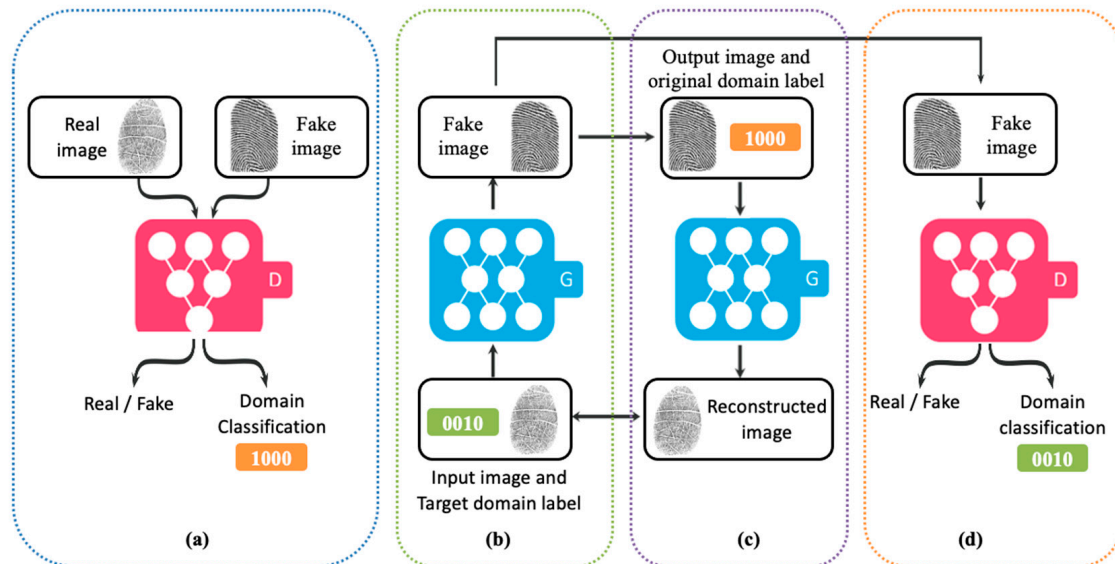 Real
image
Fake
image
D
Real / Fake
Domain
Classification
1000
(a)
Fake
image
G
0010
Input image and
Target domain label
(b)
Output image and
original domain label
1000
G
Reconstructed
image
(c)
Fake
image
D
Real / Fake
Domain
classification
0010
(d)